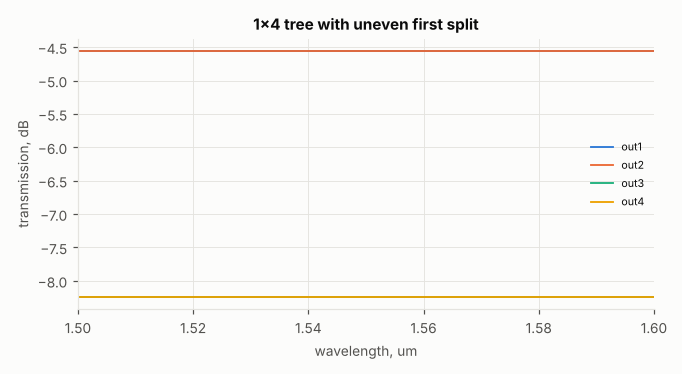 1×4 tree with uneven first split
transmission, dB
−4.5
−5.0
−5.5
−6.0
−6.5
−7.0
−7.5
−8.0
out1
out2
out3
out4
1.50 1.52 1.54 1.56 1.58 1.60
wavelength, um